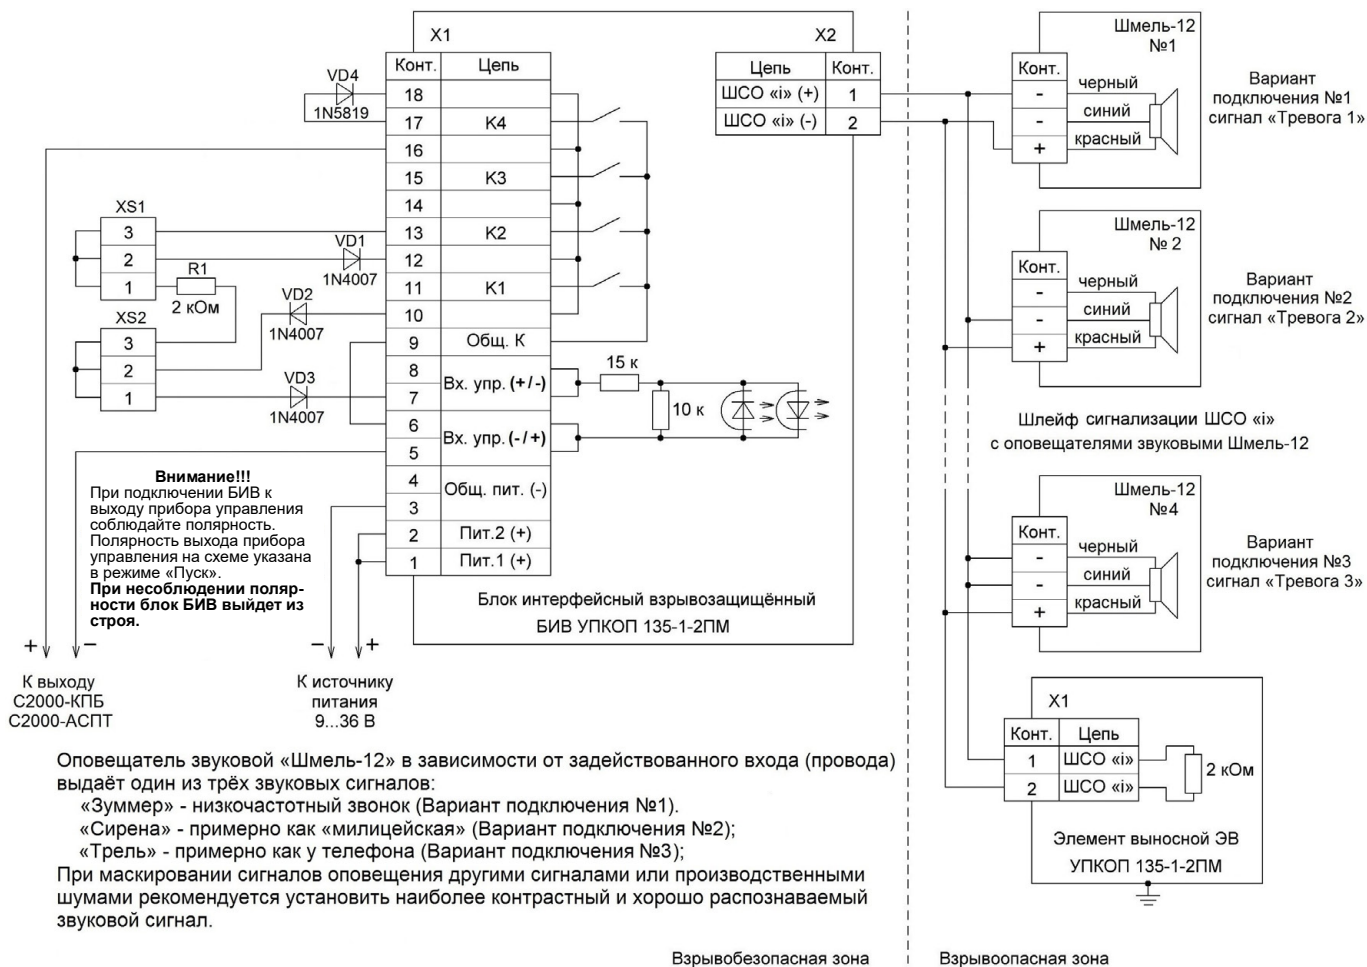 X1
Конт. Цепь
18
17 К4
16
15 К3
14
13 К2
12
11 К1
10
9 Общ. К
8
Вх. упр. (+/-)
7
6
Вх. упр. (-/+)
5
4
Общ. пит. (-)
3
2 Пит.2 (+)
1 Пит.1 (+)
VD4
1N5819
XS1
3
2
1
R1
2 кОм
VD1
1N4007
VD2
1N4007
XS2
3
2
1
VD3
1N4007
15 к
10 к
Внимание!!!
При подключении БИВ к
выходу прибора управления
соблюдайте полярность.
Полярность выхода прибора
управления на схеме указана
в режиме «Пуск».
При несоблюдении поляр-
ности блок БИВ выйдет из
строя.
+ −
К выходу
С2000-КПБ
С2000-АСПТ
− +
К источнику
питания
9...36 В
Блок интерфейсный взрывозащищённый
БИВ УПКОП 135-1-2ПМ
X2
Цепь Конт.
ШСО «i» (+) 1
ШСО «i» (-) 2
Шмель-12
№1
Конт.
- черный
- синий
+ красный
Вариант
подключения №1
сигнал «Тревога 1»
Шмель-12
№ 2
Конт.
- черный
- синий
+ красный
Вариант
подключения №2
сигнал «Тревога 2»
Шлейф сигнализации ШСО «i»
с оповещателями звуковыми Шмель-12
Шмель-12
№4
Конт.
- черный
- синий
+ красный
Вариант
подключения №3
сигнал «Тревога 3»
X1
Конт. Цепь
1 ШСО «i»
2 ШСО «i»
2 кОм
Элемент выносной ЭВ
УПКОП 135-1-2ПМ
Оповещатель звуковой «Шмель-12» в зависимости от задействованного входа (провода)
выдаёт один из трёх звуковых сигналов:
«Зуммер» - низкочастотный звонок (Вариант подключения №1).
«Сирена» - примерно как «милицейская» (Вариант подключения №2);
«Трель» - примерно как у телефона (Вариант подключения №3);
При маскировании сигналов оповещения другими сигналами или производственными
шумами рекомендуется установить наиболее контрастный и хорошо распознаваемый
звуковой сигнал.
Взрывобезопасная зона
Взрывоопасная зона